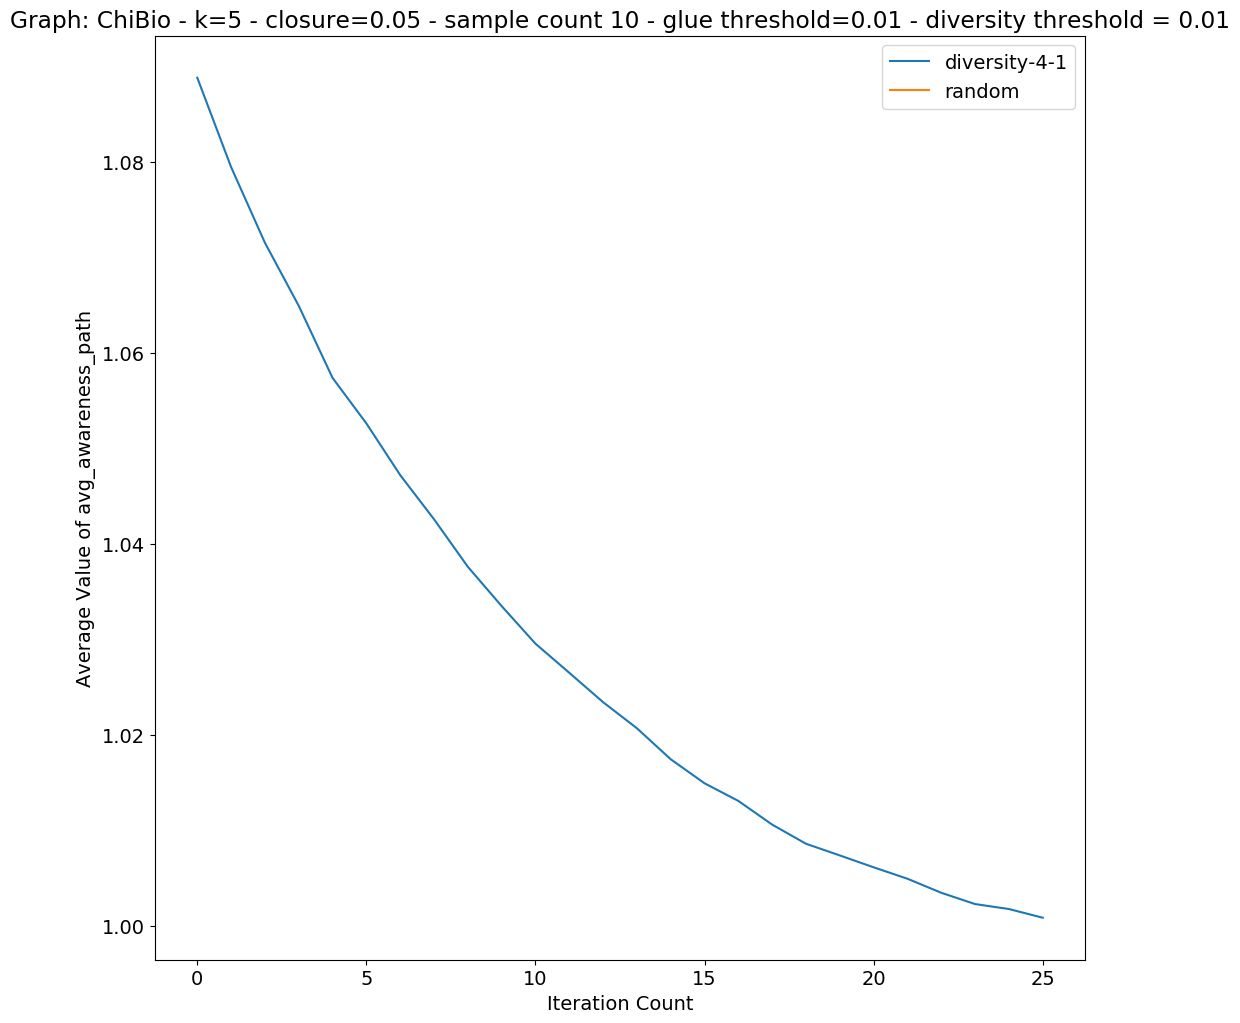 Graph: ChiBio - k=5 - closure=0.05 - sample count 10 - glue threshold=0.01 - diversity threshold = 0.01
diversity-4-1
random
Average Value of avg_awareness_path
1.08
1.06
1.04
1.02
1.00
0 5 10 15 20 25
Iteration Count